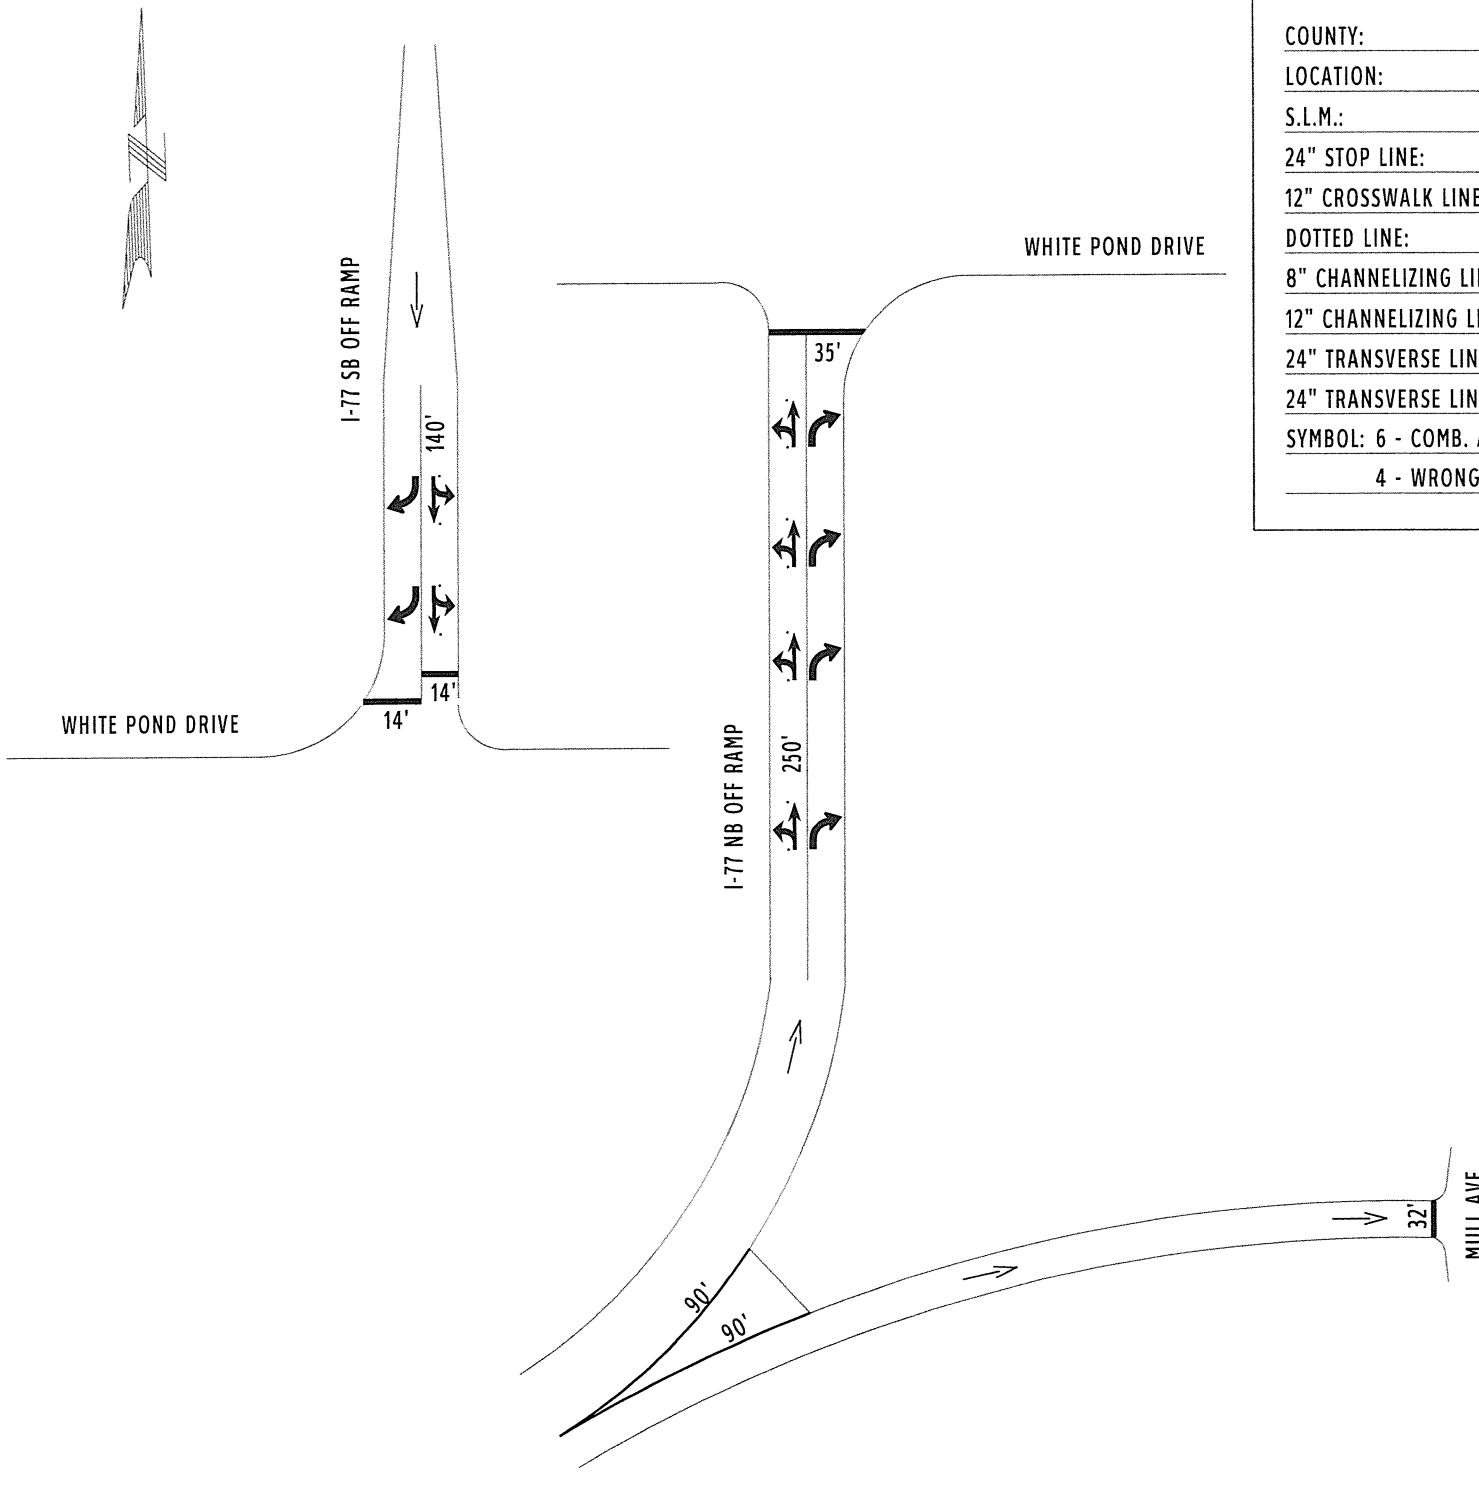 COUNTY:
LOCATION:
S.L.M.:
24" STOP LINE:
12" CROSSWALK LINE
DOTTED LINE:
8" CHANNELIZING LI
12" CHANNELIZING L
24" TRANSVERSE LIN
24" TRANSVERSE LIN
SYMBOL: 6 - COMB.
4 - WRONG
WHITE POND DRIVE
I-77 SB OFF RAMP
35'
140'
14'
14'
WHITE POND DRIVE
I-77 NB OFF RAMP
250'
90'
90'
32'
MULL AVE